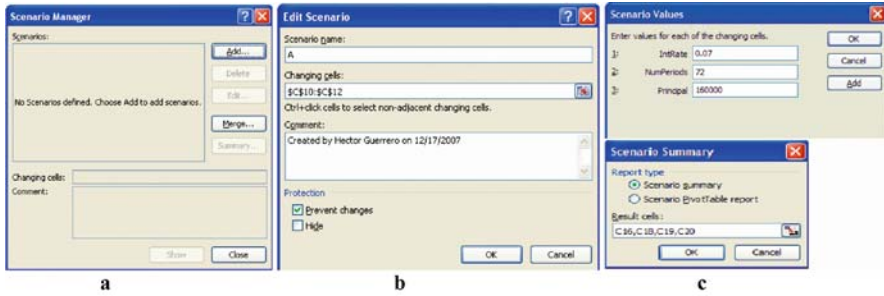 Scenario Manager
Scenarios:
No Scenarios defined. Choose Add to add scenarios.
Add...
Delete
Edit...
Merge...
Summary...
Changing cells:
Comment:
Show
Close
a
Edit Scenario
Scenario name:
A
Changing cells:
$C$10:$C$12
Ctrl+click cells to select non-adjacent changing cells.
Comment:
Created by Hector Guerrero on 12/17/2007
Protection
Prevent changes
Hide
OK
Cancel
b
Scenario Values
Enter values for each of the changing cells.
1: IntRate 0.07
2: NumPeriods 72
3: Principal 160000
OK
Cancel
Add
Scenario Summary
Report type
Scenario summary
Scenario PivotTable report
Result cells:
C16,C18,C19,C20
OK
Cancel
c